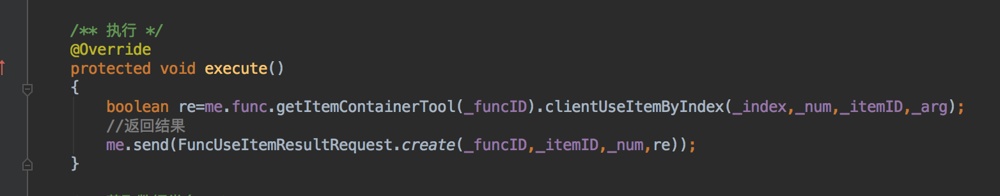 /** 执行 */
@Override
protected void execute()
{
boolean re=me.func.getItemContainerTool(_funcID).clientUseItemByIndex(_index,_num,_itemID,_arg);
//返回结果
me.send(FuncUseItemResultRequest.create(_funcID,_itemID,_num,re));
}